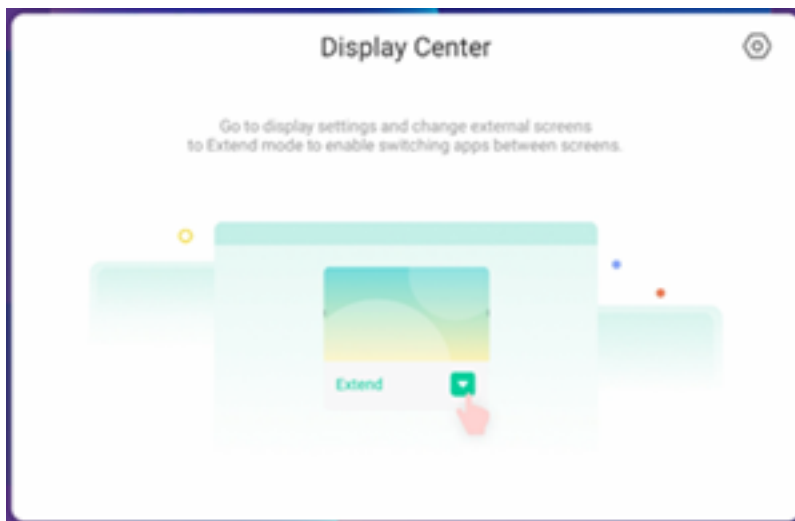 Display Center
Go to display settings and change external screens
to Extend mode to enable switching apps between screens.
Extend